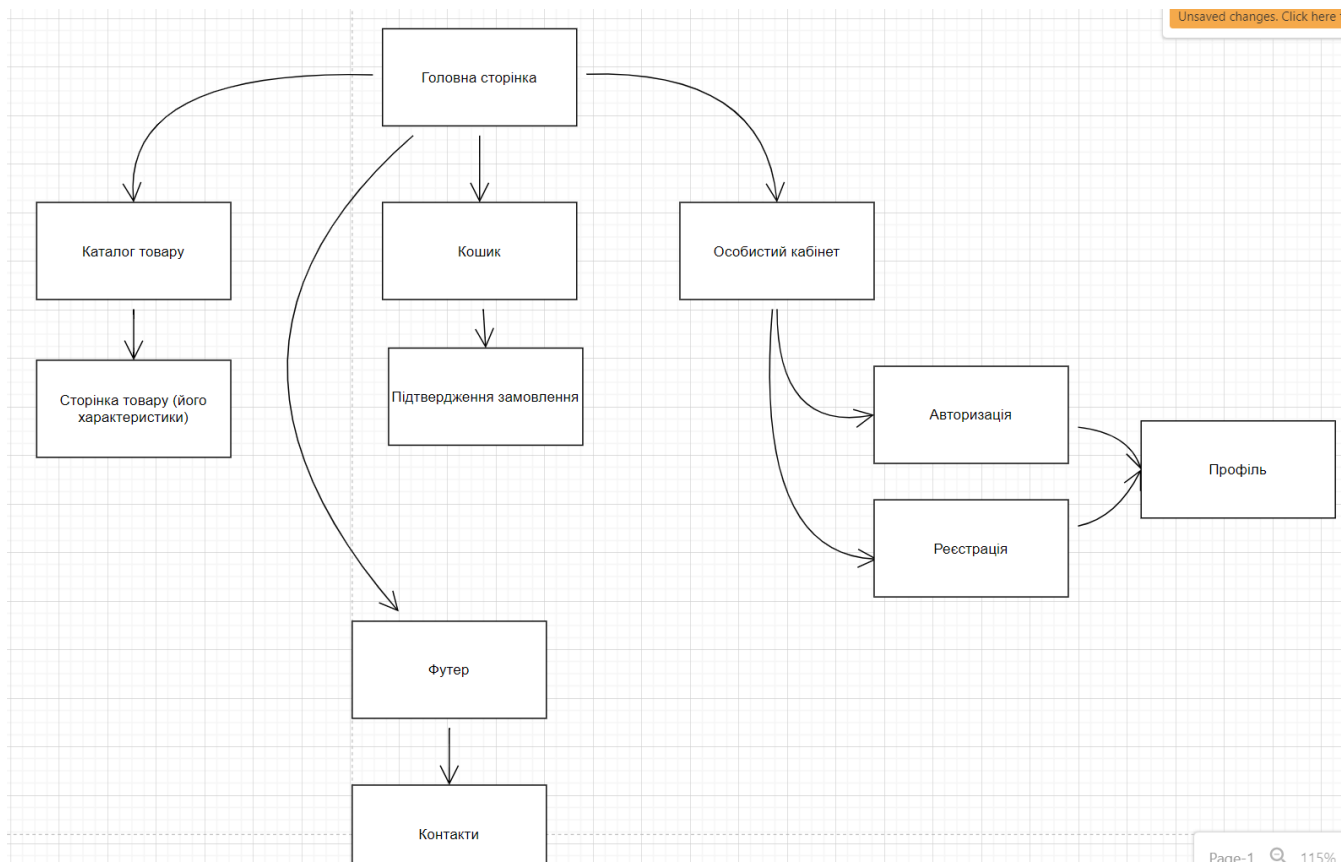 Unsaved changes. Click here
Головна сторінка
Каталог товару
Кошик
Особистий кабінет
Сторінка товару (його
характеристики)
Підтвердження замовлення
Авторизація
Профіль
Реєстрація
Футер
Контакти
Page-1
115%